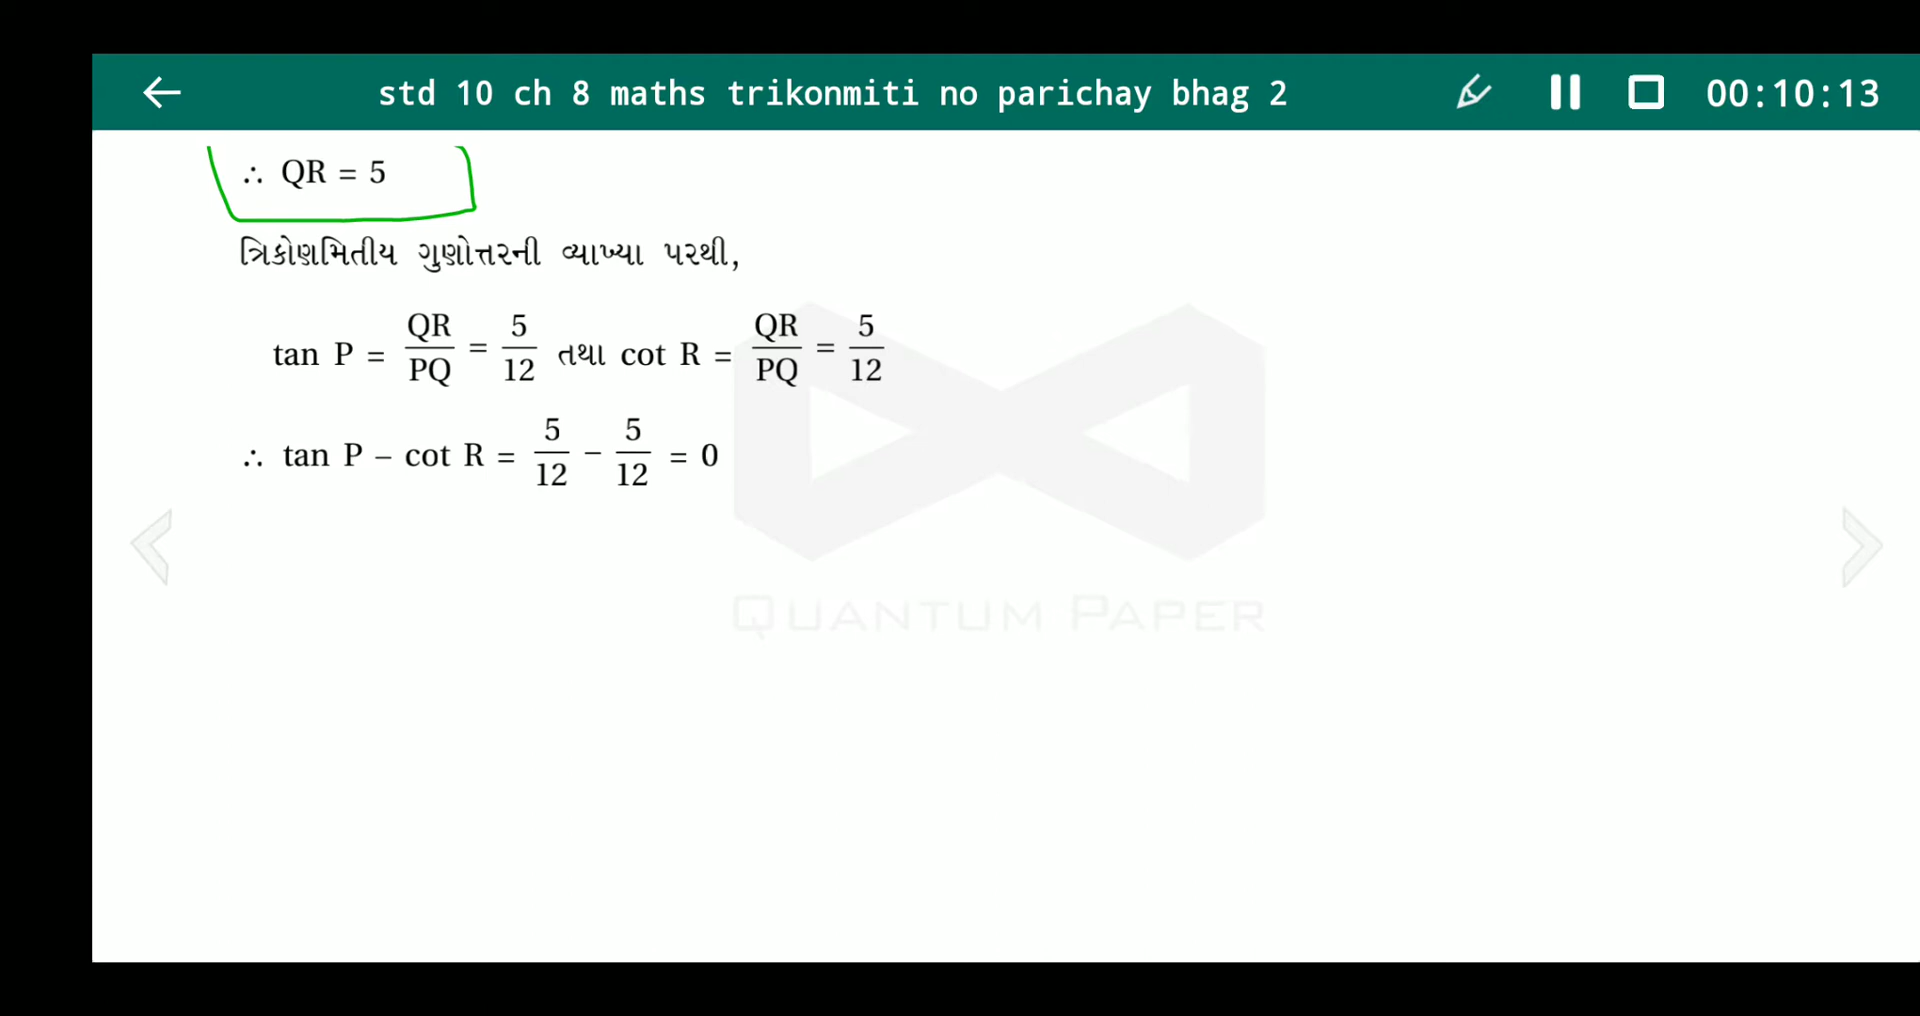 std 10 ch 8 maths trikonmiti no parichay bhag 2 00:10:13
∴ QR = 5
ત્રિકોણમિતીય ગુણોત્તરની વ્યાખ્યા પરથી,
tan P = QR/PQ = 5/12 તથા cot R = QR/PQ = 5/12
∴ tan P – cot R = 5/12 − 5/12 = 0
QUANTUM PAPER